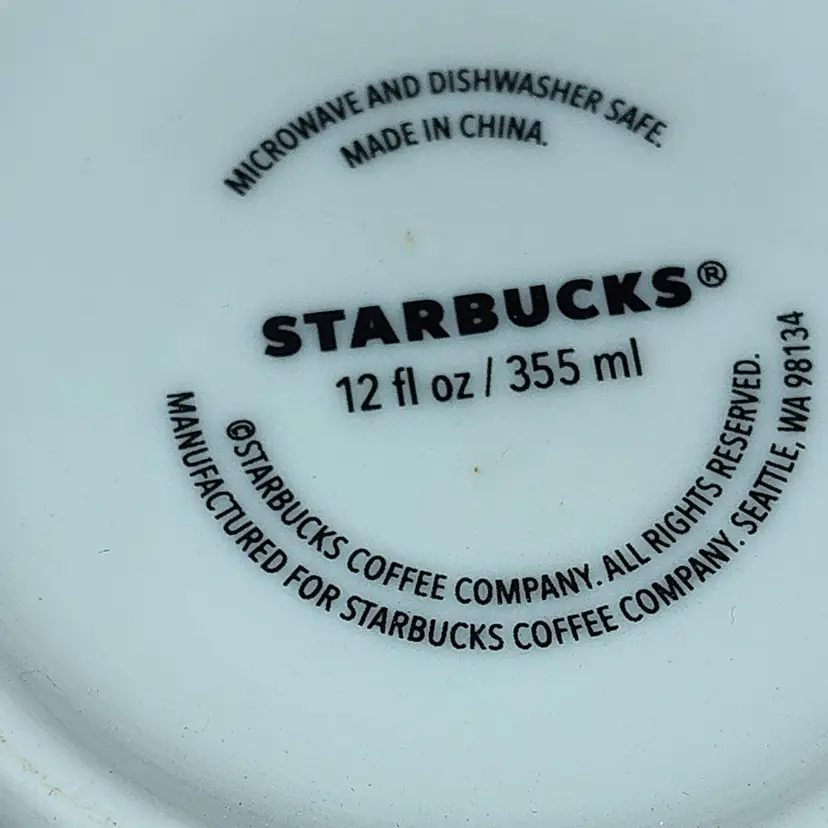 MICROWAVE AND DISHWASHER SAFE.
MADE IN CHINA.
STARBUCKS®
12 fl oz / 355 ml
©STARBUCKS COFFEE COMPANY. ALL RIGHTS RESERVED.
MANUFACTURED FOR STARBUCKS COFFEE COMPANY. SEATTLE, WA 98134